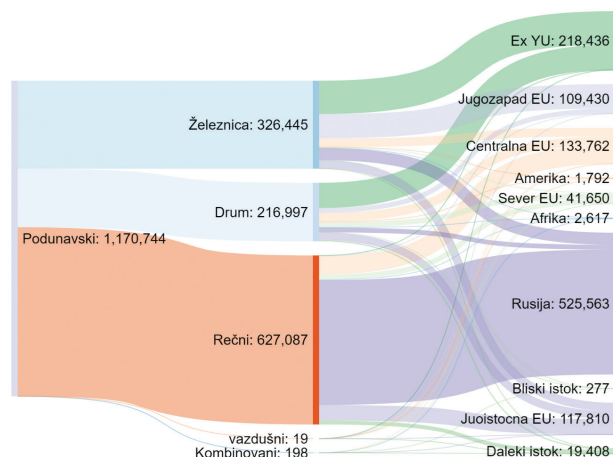 Podunavski: 1,170,744
Železnica: 326,445
Drum: 216,997
Rečni: 627,087
vazdušni: 19
Kombinovani: 198
Ex YU: 218,436
Jugozapad EU: 109,430
Centralna EU: 133,762
Amerika: 1,792
Sever EU: 41,650
Afrika: 2,617
Rusija: 525,563
Bliski istok: 277
Juoistocna EU: 117,810
Daleki istok: 19,408